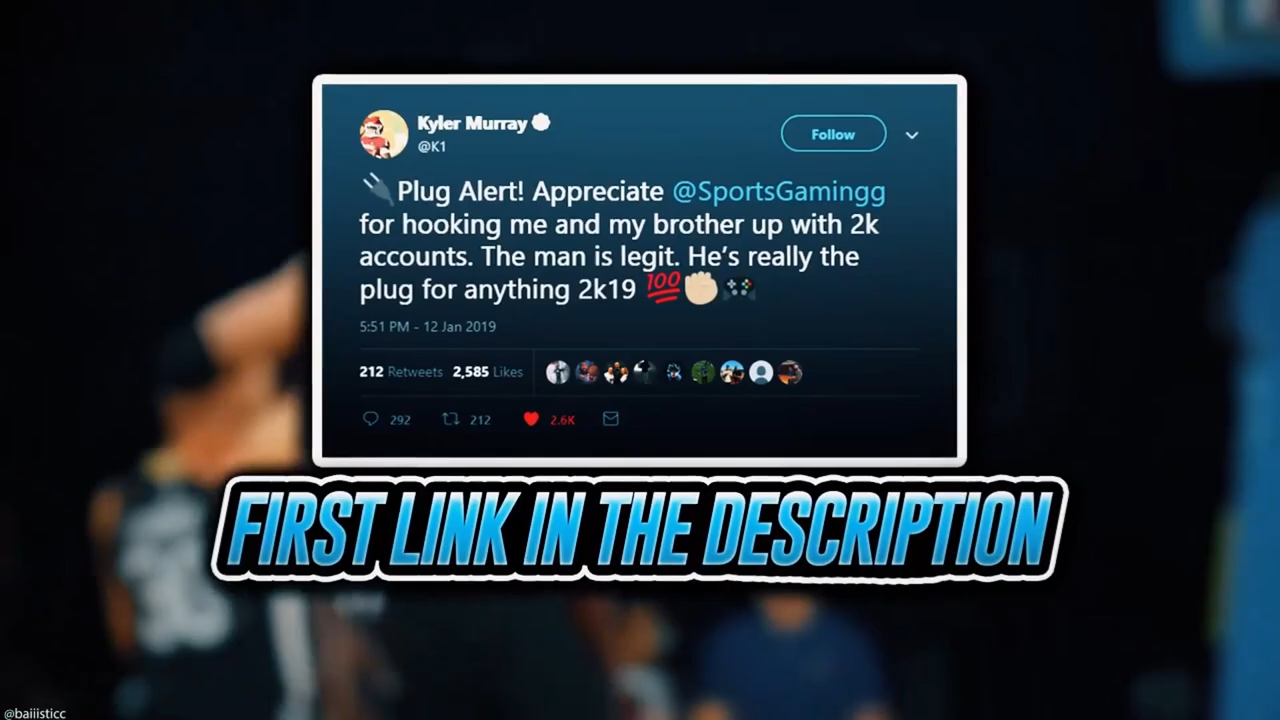 Kyler Murray
@K1
Follow
🔌Plug Alert! Appreciate @SportsGamingg
for hooking me and my brother up with 2k
accounts. The man is legit. He’s really the
plug for anything 2k19 💯✊🏼🎮
5:51 PM - 12 Jan 2019
212 Retweets 2,585 Likes
292 212 2.6K
FIRST LINK IN THE DESCRIPTION
@baiiisticc